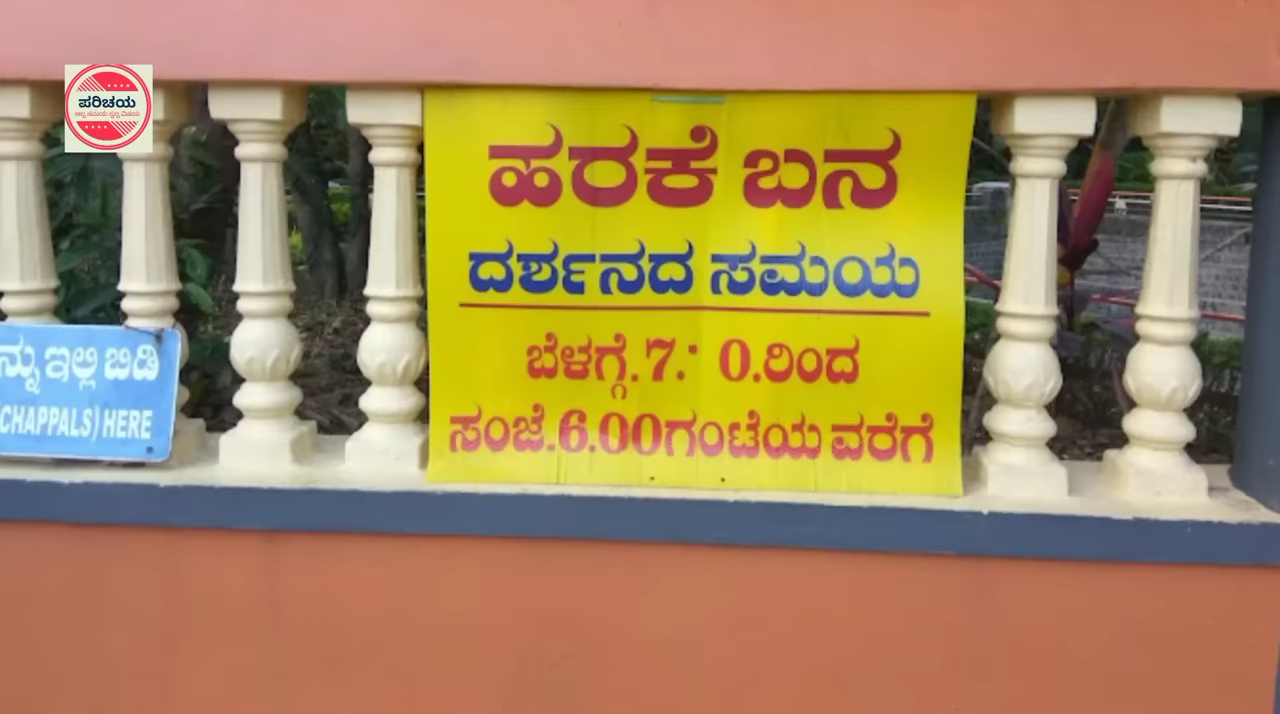 ಪರಿಚಯ
ಹರಕೆ ಬನ
ದರ್ಶನದ ಸಮಯ
ಬೆಳಗ್ಗೆ.7: 0.ರಿಂದ
ಸಂಜೆ.6.00ಗಂಟೆಯ ವರೆಗೆ
ನ್ನು ಇಲ್ಲಿ ಬಿಡಿ
(CHAPPALS) HERE